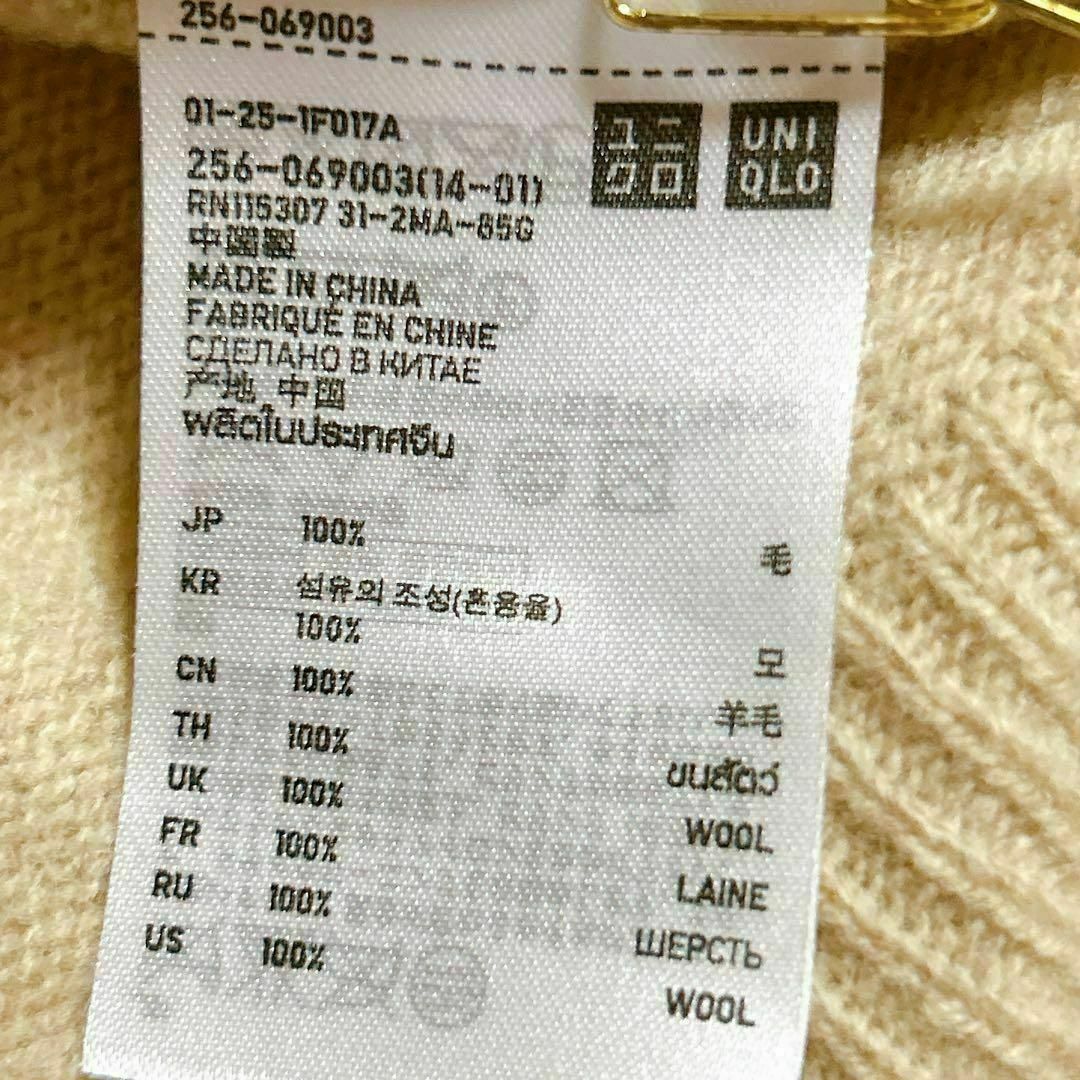 256-069003
01-25-1F017A
ユニ
クロ
UNI
QLO
256-069003(14-01)
RN115307 31-2MA-85G
中國製
MADE IN CHINA
FABRIQUÉ EN CHINE
СДЕЛАНО В КИТАЕ
产地 中国
ผลิตในประเทศจีน
JP 100% 毛
KR 섬유의 조성(혼용율)
100% 모
CN 100% 羊毛
TH 100% ขนสัตว์
UK 100% WOOL
FR 100% LAINE
RU 100% ШЕРСТЬ
US 100% WOOL